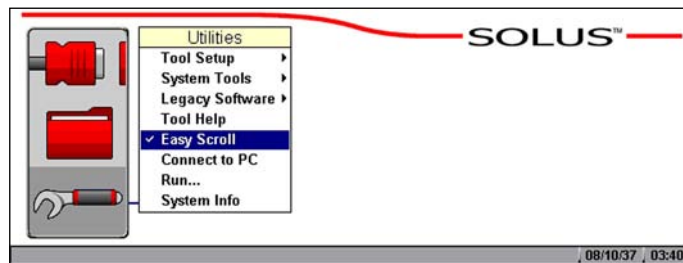 SOLUS™
Utilities
Tool Setup
System Tools
Legacy Software
Tool Help
Easy Scroll
Connect to PC
Run...
System Info
08/10/37 03:40